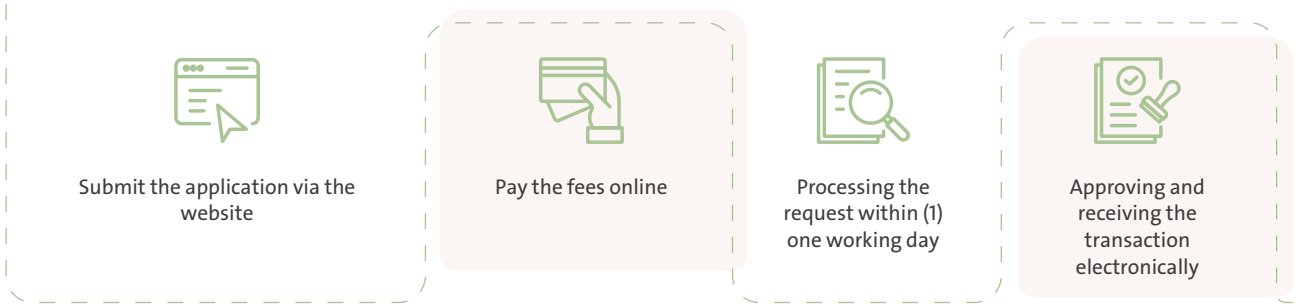 Submit the application via the
website
Pay the fees online
Processing the
request within (1)
one working day
Approving and
receiving the
transaction
electronically